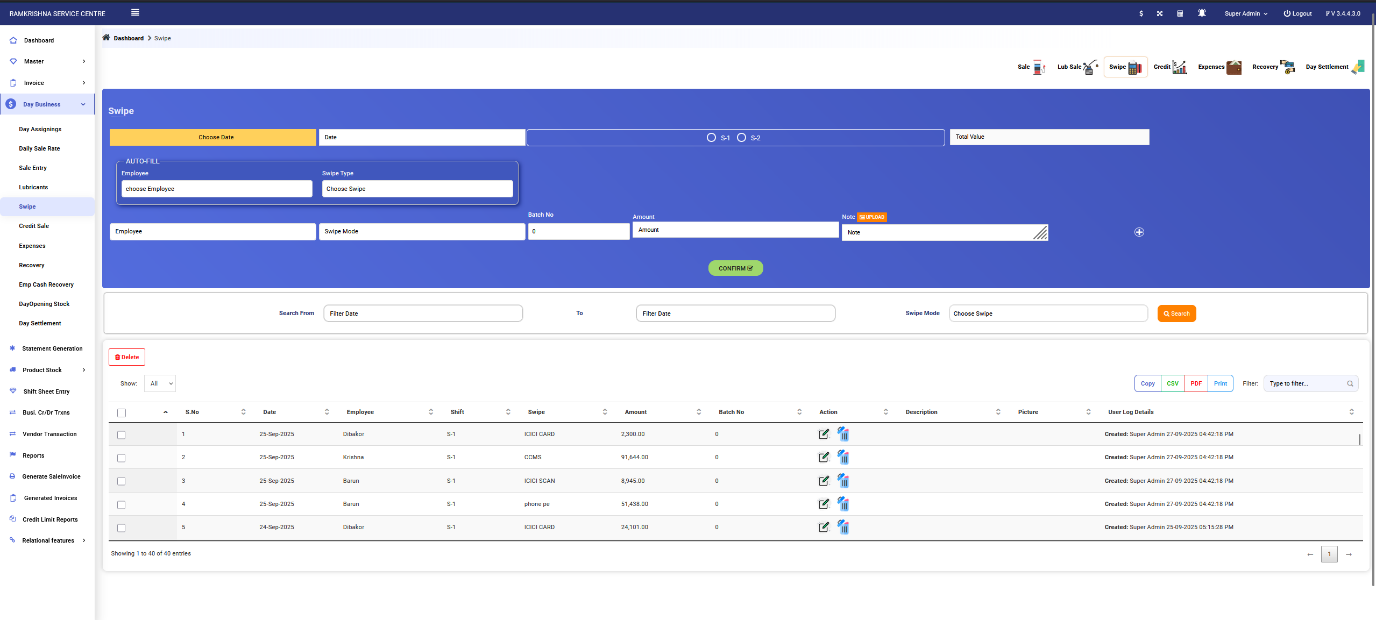 RAMKRISHNA SERVICE CENTRE
$
Super Admin
Logout
V 3.4.4.3.0
Dashboard
Master
Invoice
Day Business
Day Assignings
Daily Sale Rate
Sale Entry
Lubricants
Swipe
Credit Sale
Expenses
Recovery
Emp Cash Recovery
DayOpening Stock
Day Settlement
Statement Generation
Product Stock
Shift Sheet Entry
Busi. Cr/Dr Trxns
Vendor Transaction
Reports
Generate SaleInvoice
Generated Invoices
Credit Limit Reports
Relational features
Dashboard > Swipe
Sale Lub Sale Swipe Credit Expenses Recovery Day Settlement
Swipe
Choose Date Date S-1 S-2 Total Value
AUTO-FILL
Employee Swipe Type
choose Employee Choose Swipe
Batch No Amount Note UPLOAD
Employee Swipe Mode 0 Amount Note
CONFIRM
Search From Filter Date To Filter Date Swipe Mode Choose Swipe Search
Delete
Show: All Copy CSV PDF Print Filter: Type to filter...
S.No Date Employee Shift Swipe Amount Batch No Action Description Picture User Log Details
1 25-Sep-2025 Dibakor S-1 ICICI CARD 2,300.00 0 Created: Super Admin 27-09-2025 04:42:18 PM
2 25-Sep-2025 Krishna S-1 COMS 91,644.00 0 Created: Super Admin 27-09-2025 04:42:18 PM
3 25-Sep-2025 Barun S-1 ICICI SCAN 8,945.00 0 Created: Super Admin 27-09-2025 04:42:18 PM
4 25-Sep-2025 Barun S-1 phone pe 51,438.00 0 Created: Super Admin 27-09-2025 04:42:18 PM
5 24-Sep-2025 Dibakor S-1 ICICI CARD 24,101.00 0 Created: Super Admin 25-09-2025 05:15:28 PM
Showing 1 to 40 of 40 entries
← 1 →